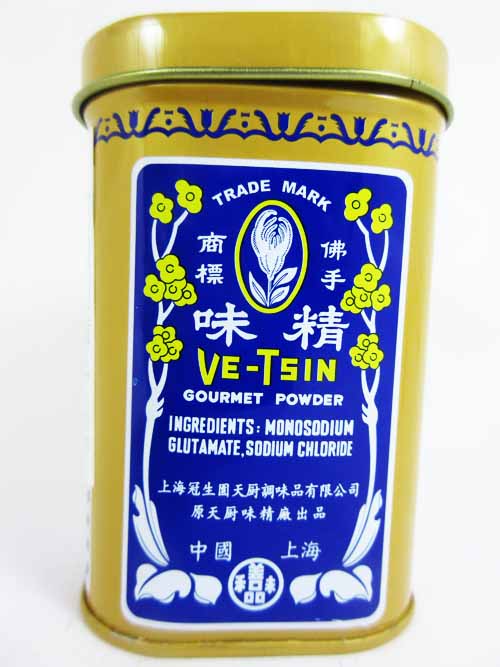 TRADE MARK
佛手
商標
味精
VE-TSIN
GOURMET POWDER
INGREDIENTS: MONOSODIUM
GLUTAMATE, SODIUM CHLORIDE
上海冠生園天厨調味品有限公司
原天厨味精廠出品
中國 上海